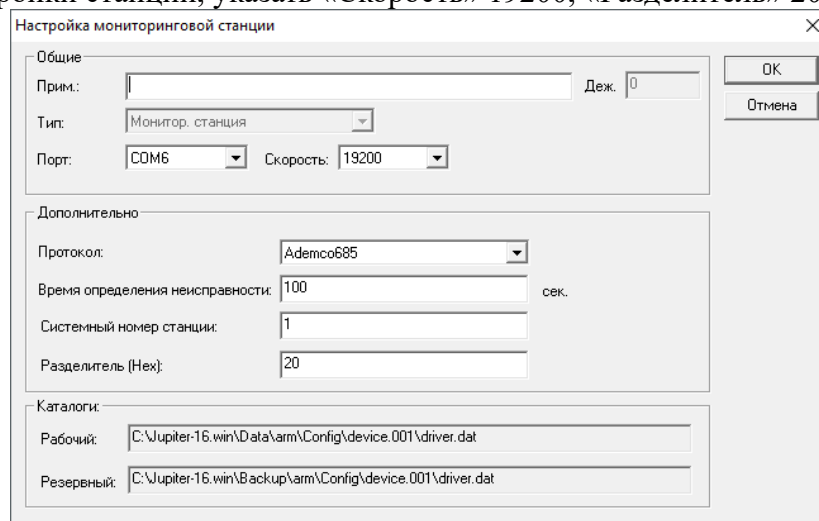 ройки станции, указать «Скорость» 19200, «Разделитель» 20
Настройка мониторинговой станции
Общие
Прим.: Деж. 0
Тип: Монитор. станция
Порт: COM6 Скорость: 19200
OK
Отмена
Дополнительно
Протокол: Ademco685
Время определения неисправности: 100 сек.
Системный номер станции: 1
Разделитель (Hex): 20
Каталоги:
Рабочий: C:\Jupiter-16.win\Data\arm\Config\device.001\driver.dat
Резервный: C:\Jupiter-16.win\Backup\arm\Config\device.001\driver.dat